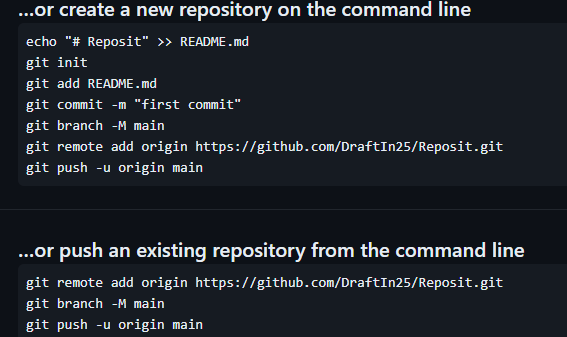 ...or create a new repository on the command line
echo "# Reposit" >> README.md
git init
git add README.md
git commit -m "first commit"
git branch -M main
git remote add origin https://github.com/DraftIn25/Reposit.git
git push -u origin main
...or push an existing repository from the command line
git remote add origin https://github.com/DraftIn25/Reposit.git
git branch -M main
git push -u origin main